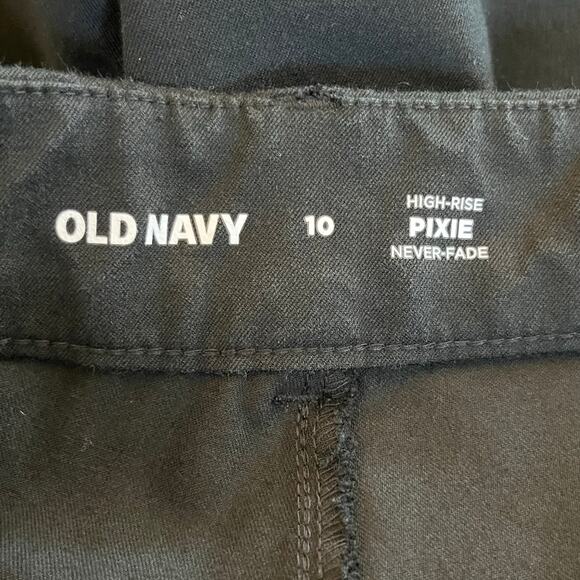 OLD NAVY
10
HIGH-RISE
PIXIE
NEVER-FADE